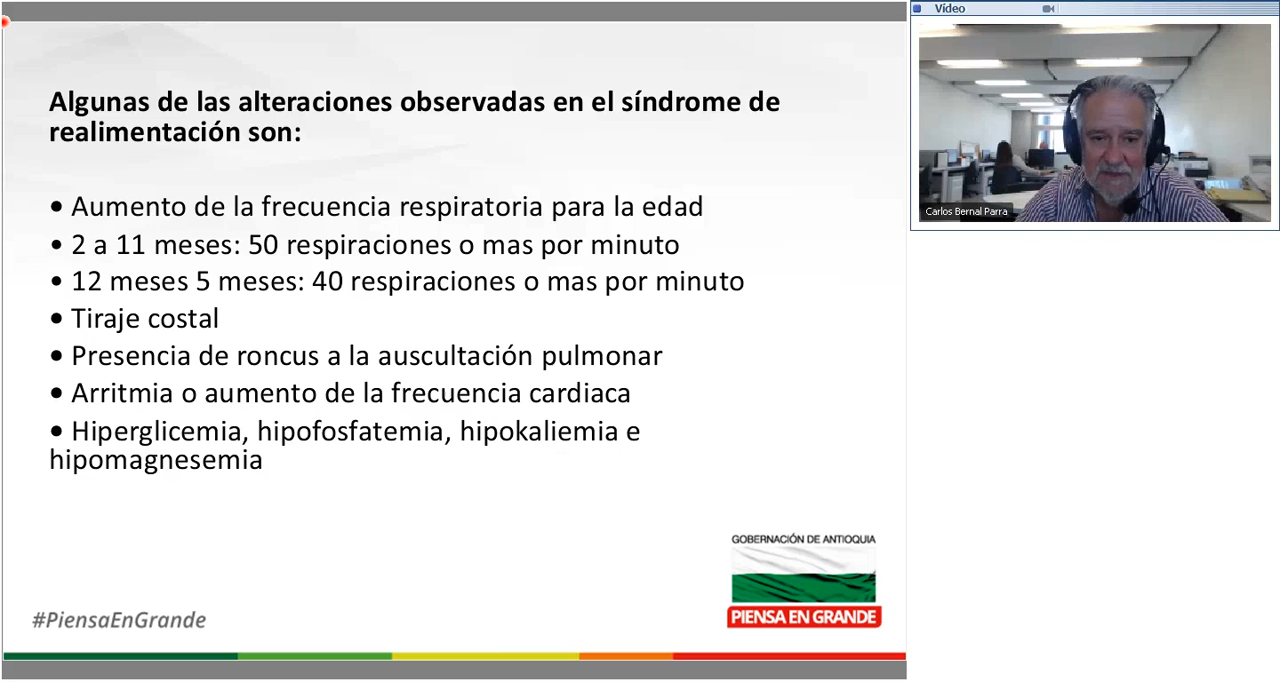 Algunas de las alteraciones observadas en el síndrome de
realimentación son:
• Aumento de la frecuencia respiratoria para la edad
• 2 a 11 meses: 50 respiraciones o mas por minuto
• 12 meses 5 meses: 40 respiraciones o mas por minuto
• Tiraje costal
• Presencia de roncus a la auscultación pulmonar
• Arritmia o aumento de la frecuencia cardiaca
• Hiperglicemia, hipofosfatemia, hipokaliemia e
hipomagnesemia
GOBERNACIÓN DE ANTIOQUIA
PIENSA EN GRANDE
#PiensaEnGrande
Vídeo
Carlos Bernal Parra